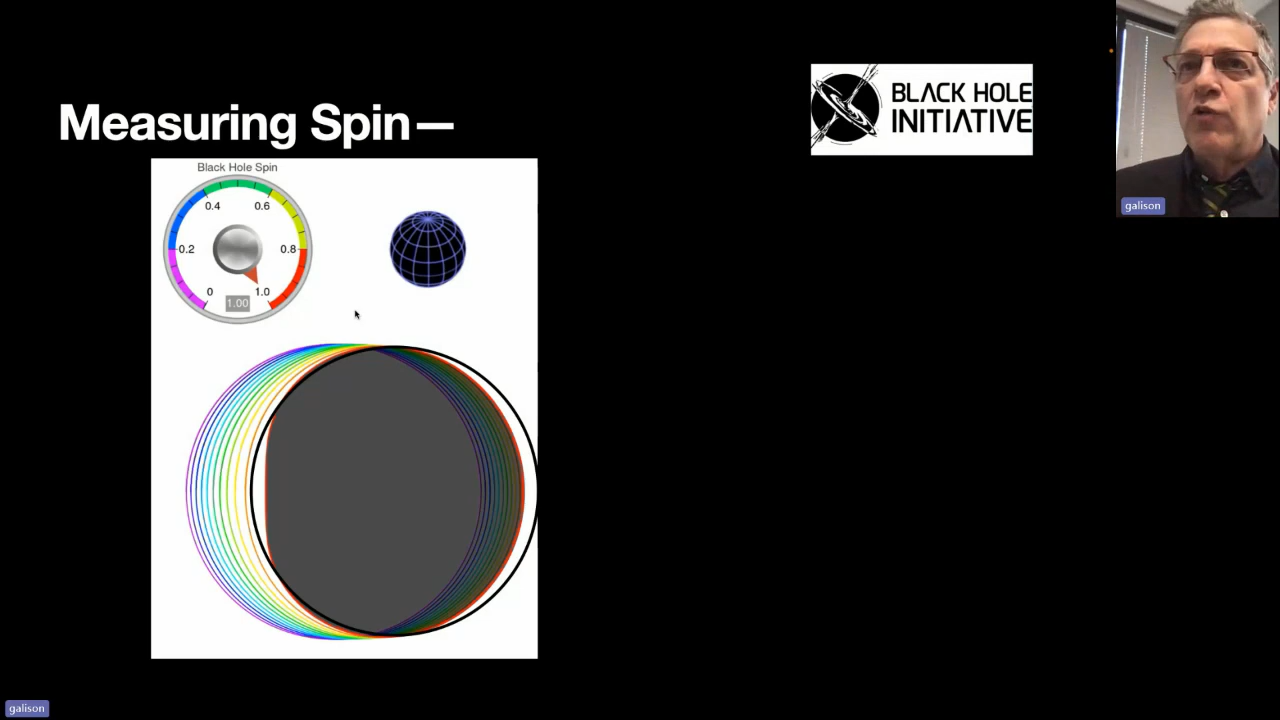 Measuring Spin—
BLACK HOLE
INITIATIVE
galison
Black Hole Spin
0.4
0.6
0.2
0.8
0
1.0
1.00
galison